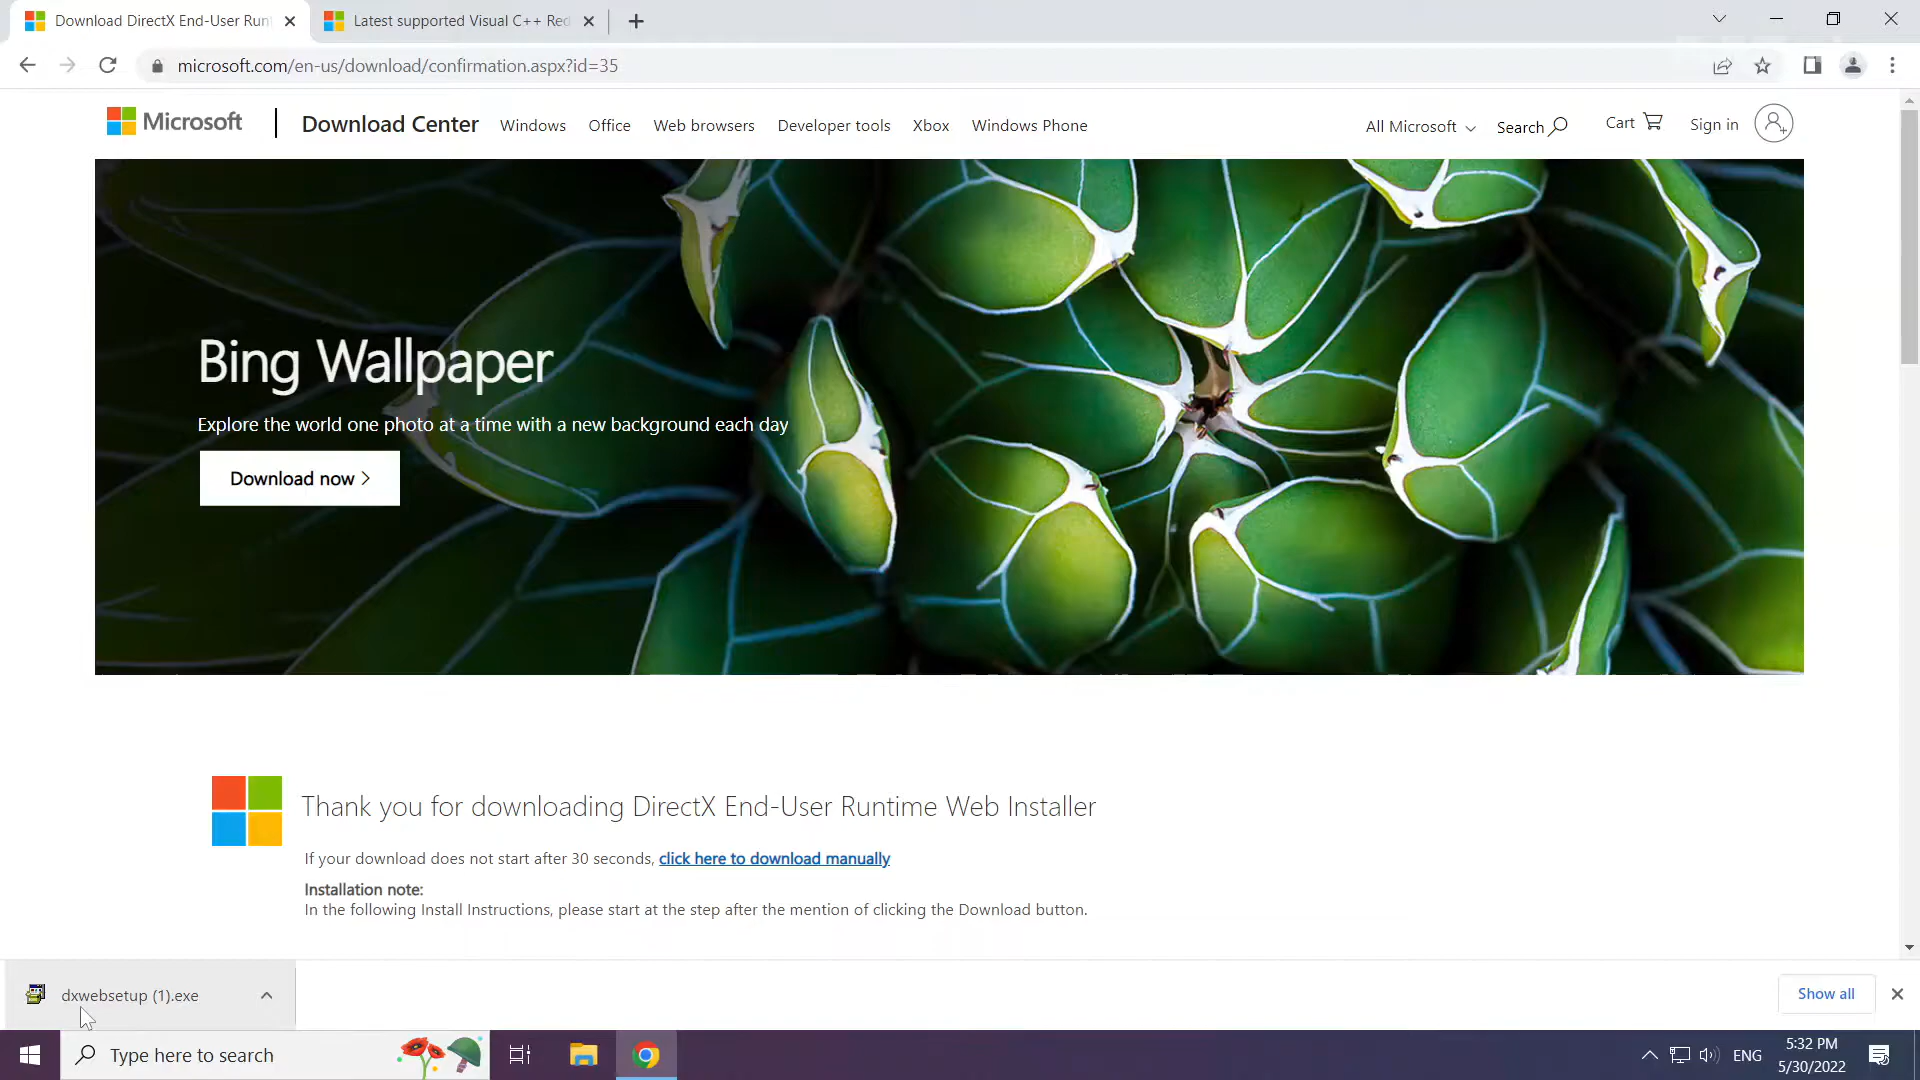 Download DirectX End-User Runt
Latest supported Visual C++ Red
microsoft.com/en-us/download/confirmation.aspx?id=35
Microsoft
Download Center
Windows
Office
Web browsers
Developer tools
Xbox
Windows Phone
All Microsoft
Search
Cart
Sign in
Bing Wallpaper
Explore the world one photo at a time with a new background each day
Download now
Thank you for downloading DirectX End-User Runtime Web Installer
If your download does not start after 30 seconds, click here to download manually
Installation note:
In the following Install Instructions, please start at the step after the mention of clicking the Download button.
dxwebsetup (1).exe
Show all
Type here to search
ENG
5:32 PM
5/30/2022